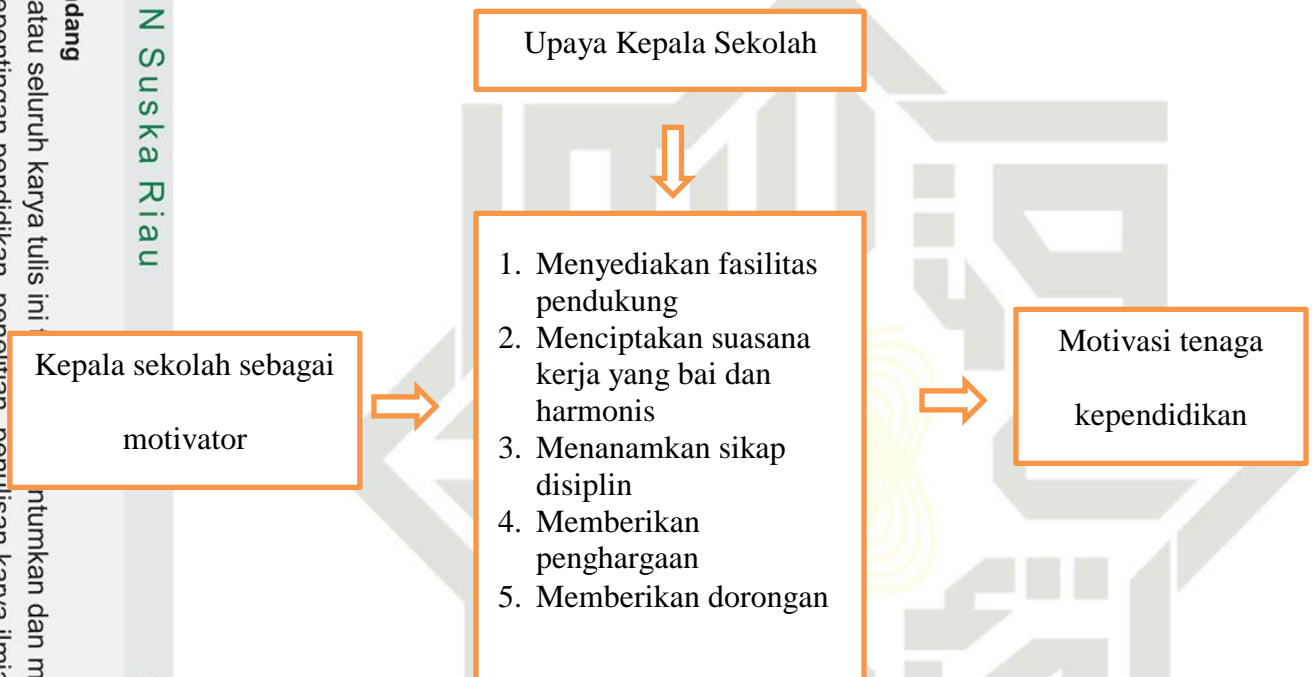 N Suska Riau
dang
atau seluruh karya tulis ini
ntumkan dan m
Upaya Kepala Sekolah
Kepala sekolah sebagai
motivator
1. Menyediakan fasilitas
pendukung
2. Menciptakan suasana
kerja yang bai dan
harmonis
3. Menanamkan sikap
disiplin
4. Memberikan
penghargaan
5. Memberikan dorongan
Motivasi tenaga
kependidikan